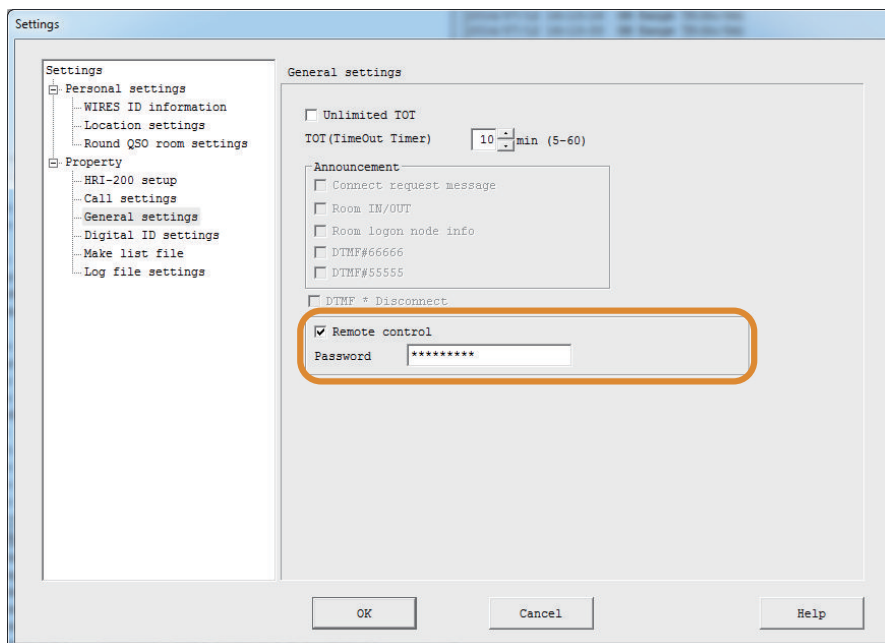 Settings
Settings
Personal settings
WIRES ID information
Location settings
Round QSO room settings
Property
HRI-200 setup
Call settings
General settings
Digital ID settings
Make list file
Log file settings
General settings
Unlimited TOT
TOT(TimeOut Timer) 10 min (5-60)
Announcement
Connect request message
Room IN/OUT
Room logon node info
DTMF#66666
DTMF#55555
DTMF * Disconnect
Remote control
Password *********
OK Cancel Help